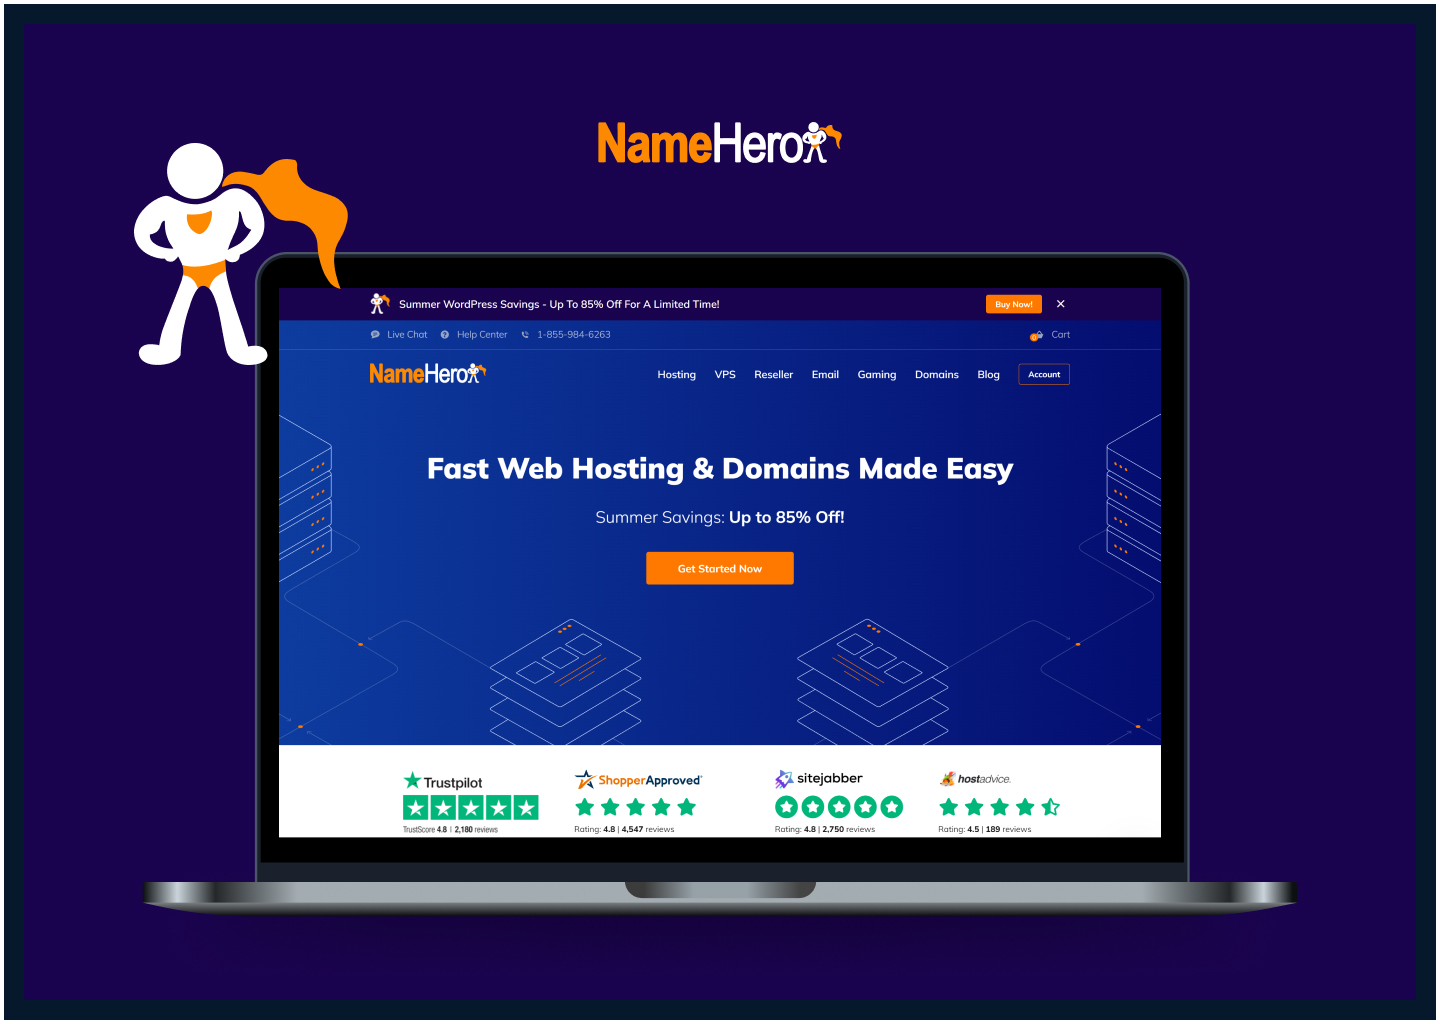 NameHero
Summer WordPress Savings - Up To 85% Off For A Limited Time!
Buy Now!
Live Chat
Help Center
1-855-984-6263
0
Cart
NameHero
Hosting
VPS
Reseller
Email
Gaming
Domains
Blog
Account
Fast Web Hosting & Domains Made Easy
Summer Savings: Up to 85% Off!
Get Started Now
Trustpilot
TrustScore 4.8 | 2,180 reviews
ShopperApproved®
Rating: 4.8 | 4,547 reviews
sitejabber
Rating: 4.8 | 2,750 reviews
hostadvice.
Rating: 4.5 | 189 reviews